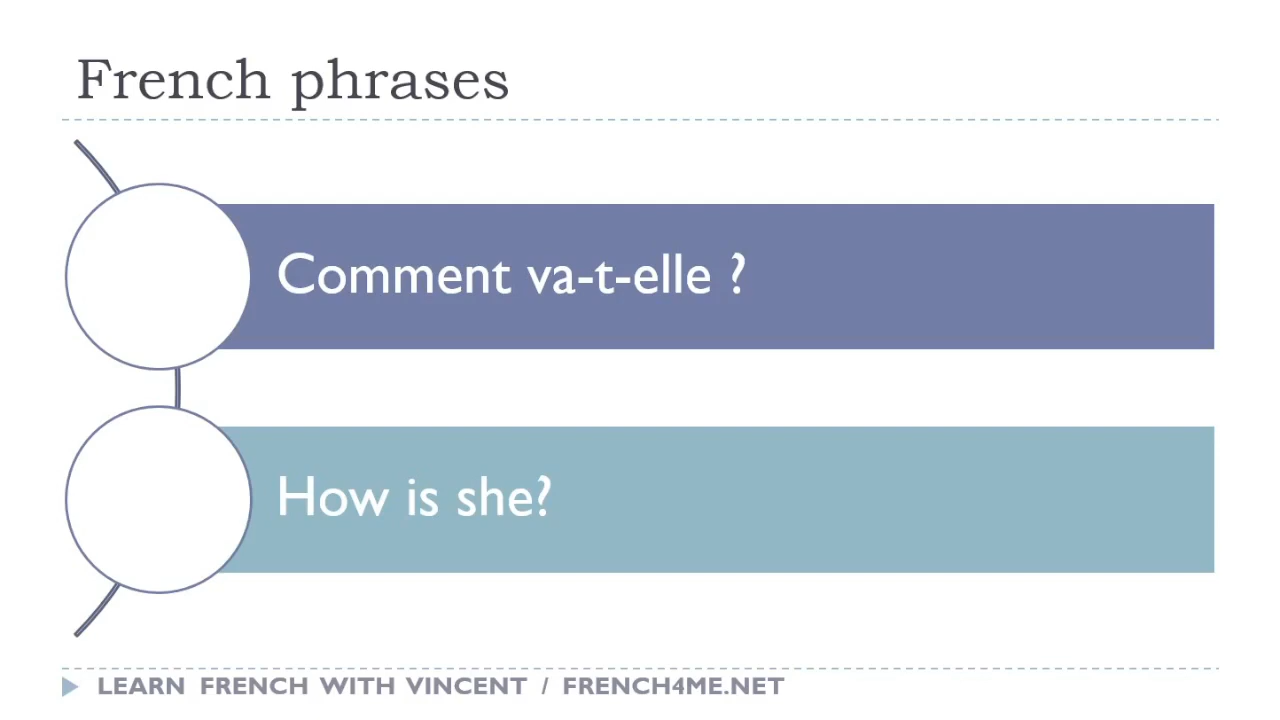 French phrases
Comment va-t-elle ?
How is she?
LEARN FRENCH WITH VINCENT / FRENCH4ME.NET